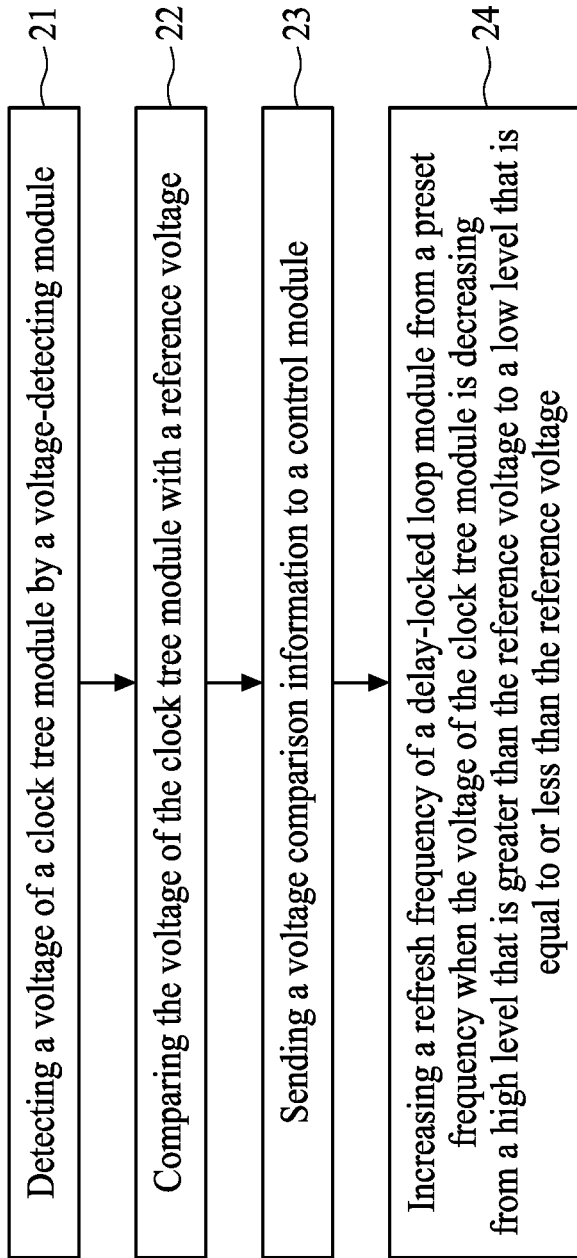 Detecting a voltage of a clock tree module by a voltage-detecting module
21
Comparing the voltage of the clock tree module with a reference voltage
22
Sending a voltage comparison information to a control module
23
Increasing a refresh frequency of a delay-locked loop module from a preset
frequency when the voltage of the clock tree module is decreasing
from a high level that is greater than the reference voltage to a low level that is
equal to or less than the reference voltage
24